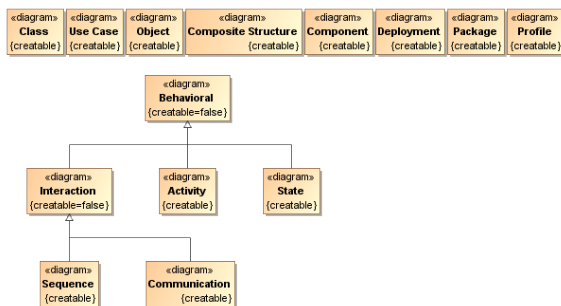 «diagram» «diagram» «diagram» «diagram» «diagram» «diagram» «diagram» «diagram»
Class Use Case Object Composite Structure Component Deployment Package Profile
{creatable} {creatable} {creatable} {creatable} {creatable} {creatable} {creatable} {creatable}
«diagram»
Behavioral
{creatable=false}
«diagram» «diagram» «diagram»
Interaction Activity State
{creatable=false} {creatable} {creatable}
«diagram» «diagram»
Sequence Communication
{creatable} {creatable}